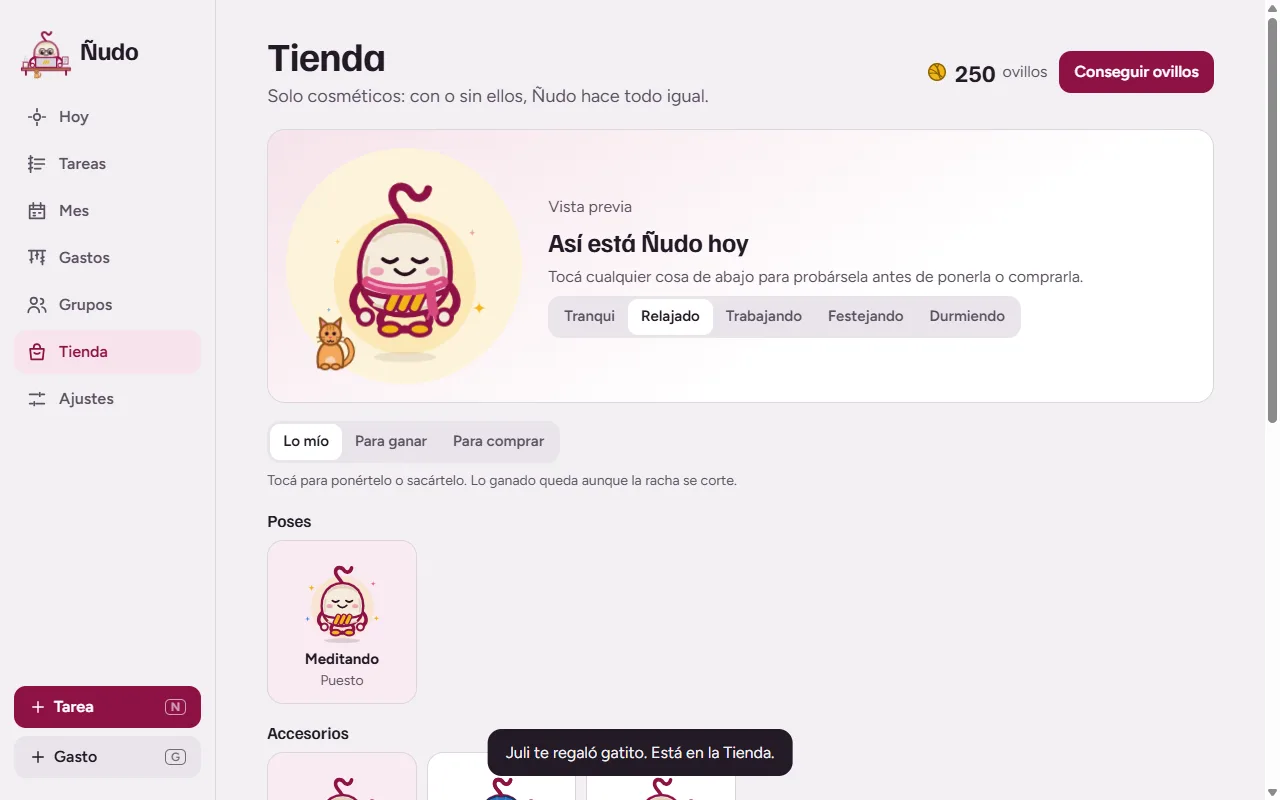 Ñudo
Hoy
Tareas
Mes
Gastos
Grupos
Tienda
Ajustes
+ Tarea N
+ Gasto G
Tienda
Solo cosméticos: con o sin ellos, Ñudo hace todo igual.
250 ovillos
Conseguir ovillos
Vista previa
Así está Ñudo hoy
Tocá cualquier cosa de abajo para probársela antes de ponerla o comprarla.
Tranqui Relajado Trabajando Festejando Durmiendo
Lo mío Para ganar Para comprar
Tocá para ponértelo o sacártelo. Lo ganado queda aunque la racha se corte.
Poses
Meditando
Puesto
Accesorios
Juli te regaló gatito. Está en la Tienda.